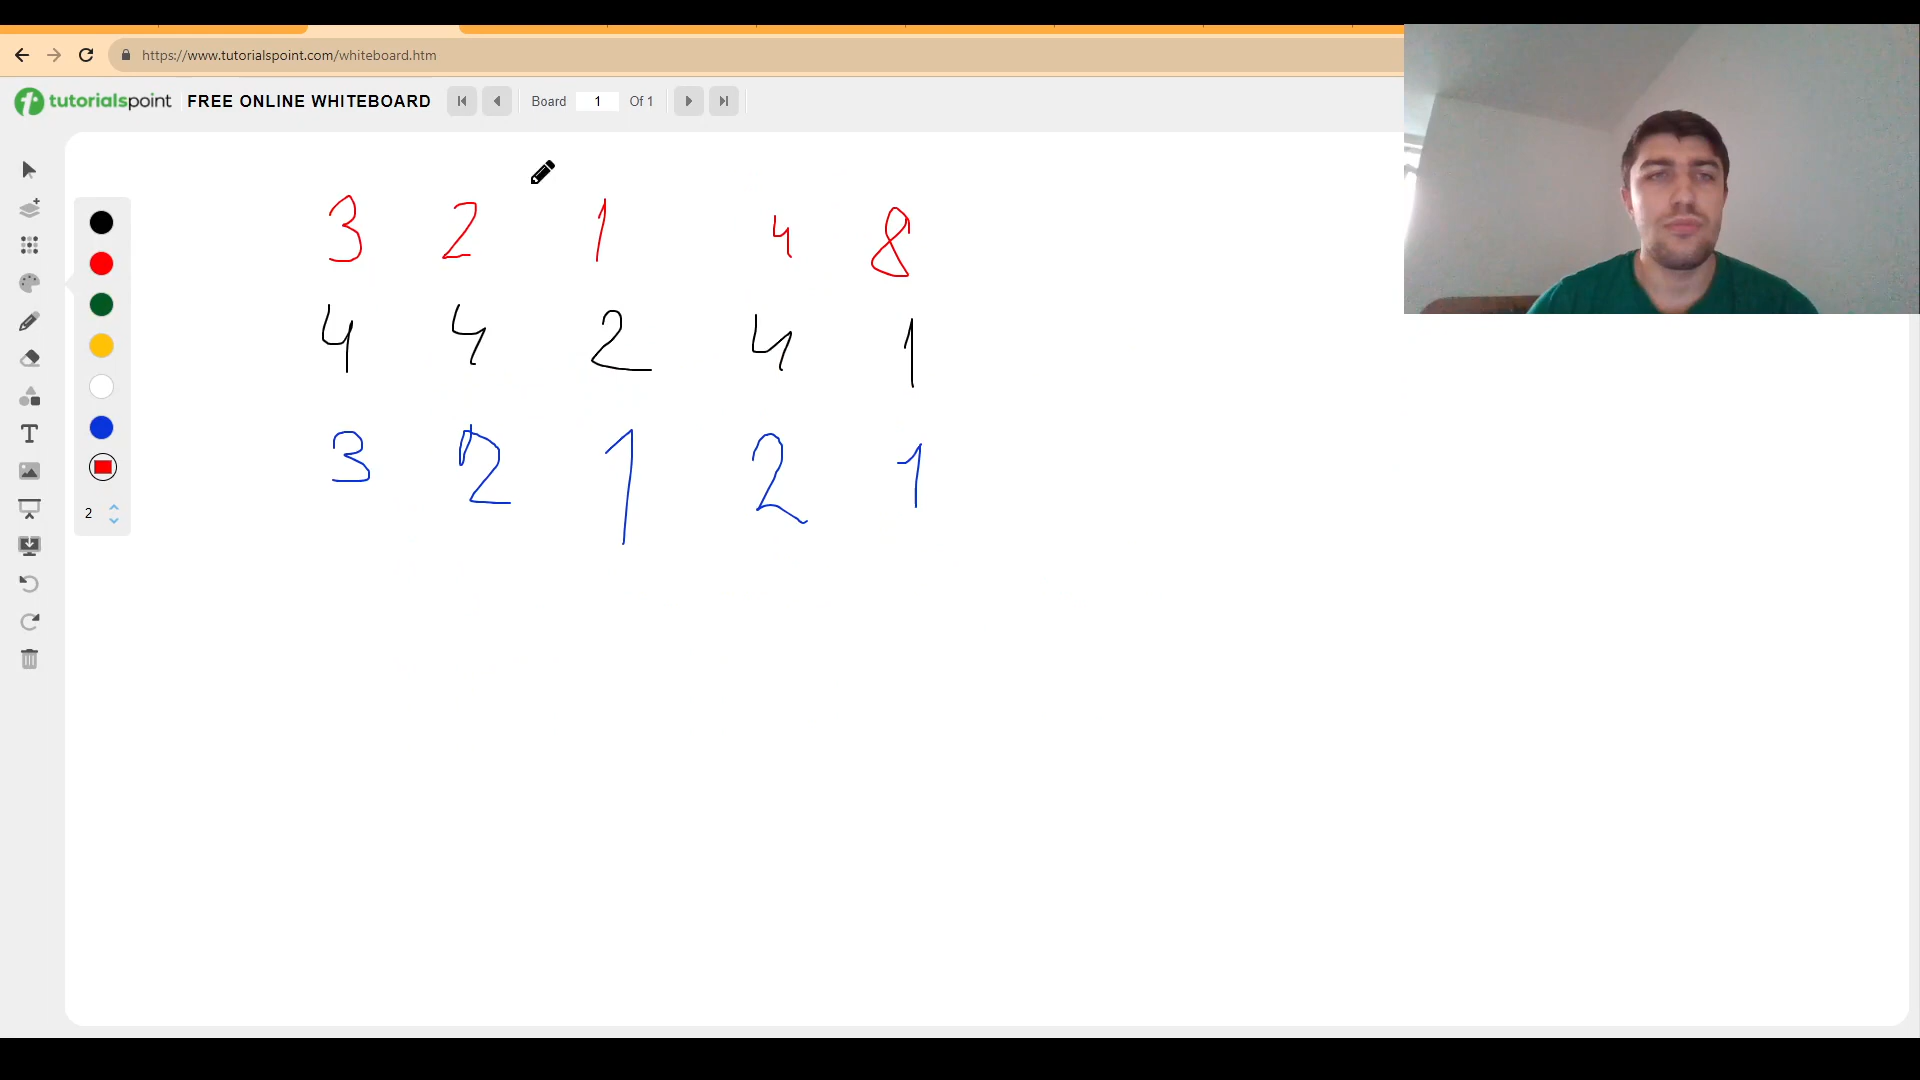 https://www.tutorialspoint.com/whiteboard.htm
tutorialspoint FREE ONLINE WHITEBOARD Board 1 Of 1
3 2 1 4 8
4 4 2 4 1
3 2 1 2 1
T
2